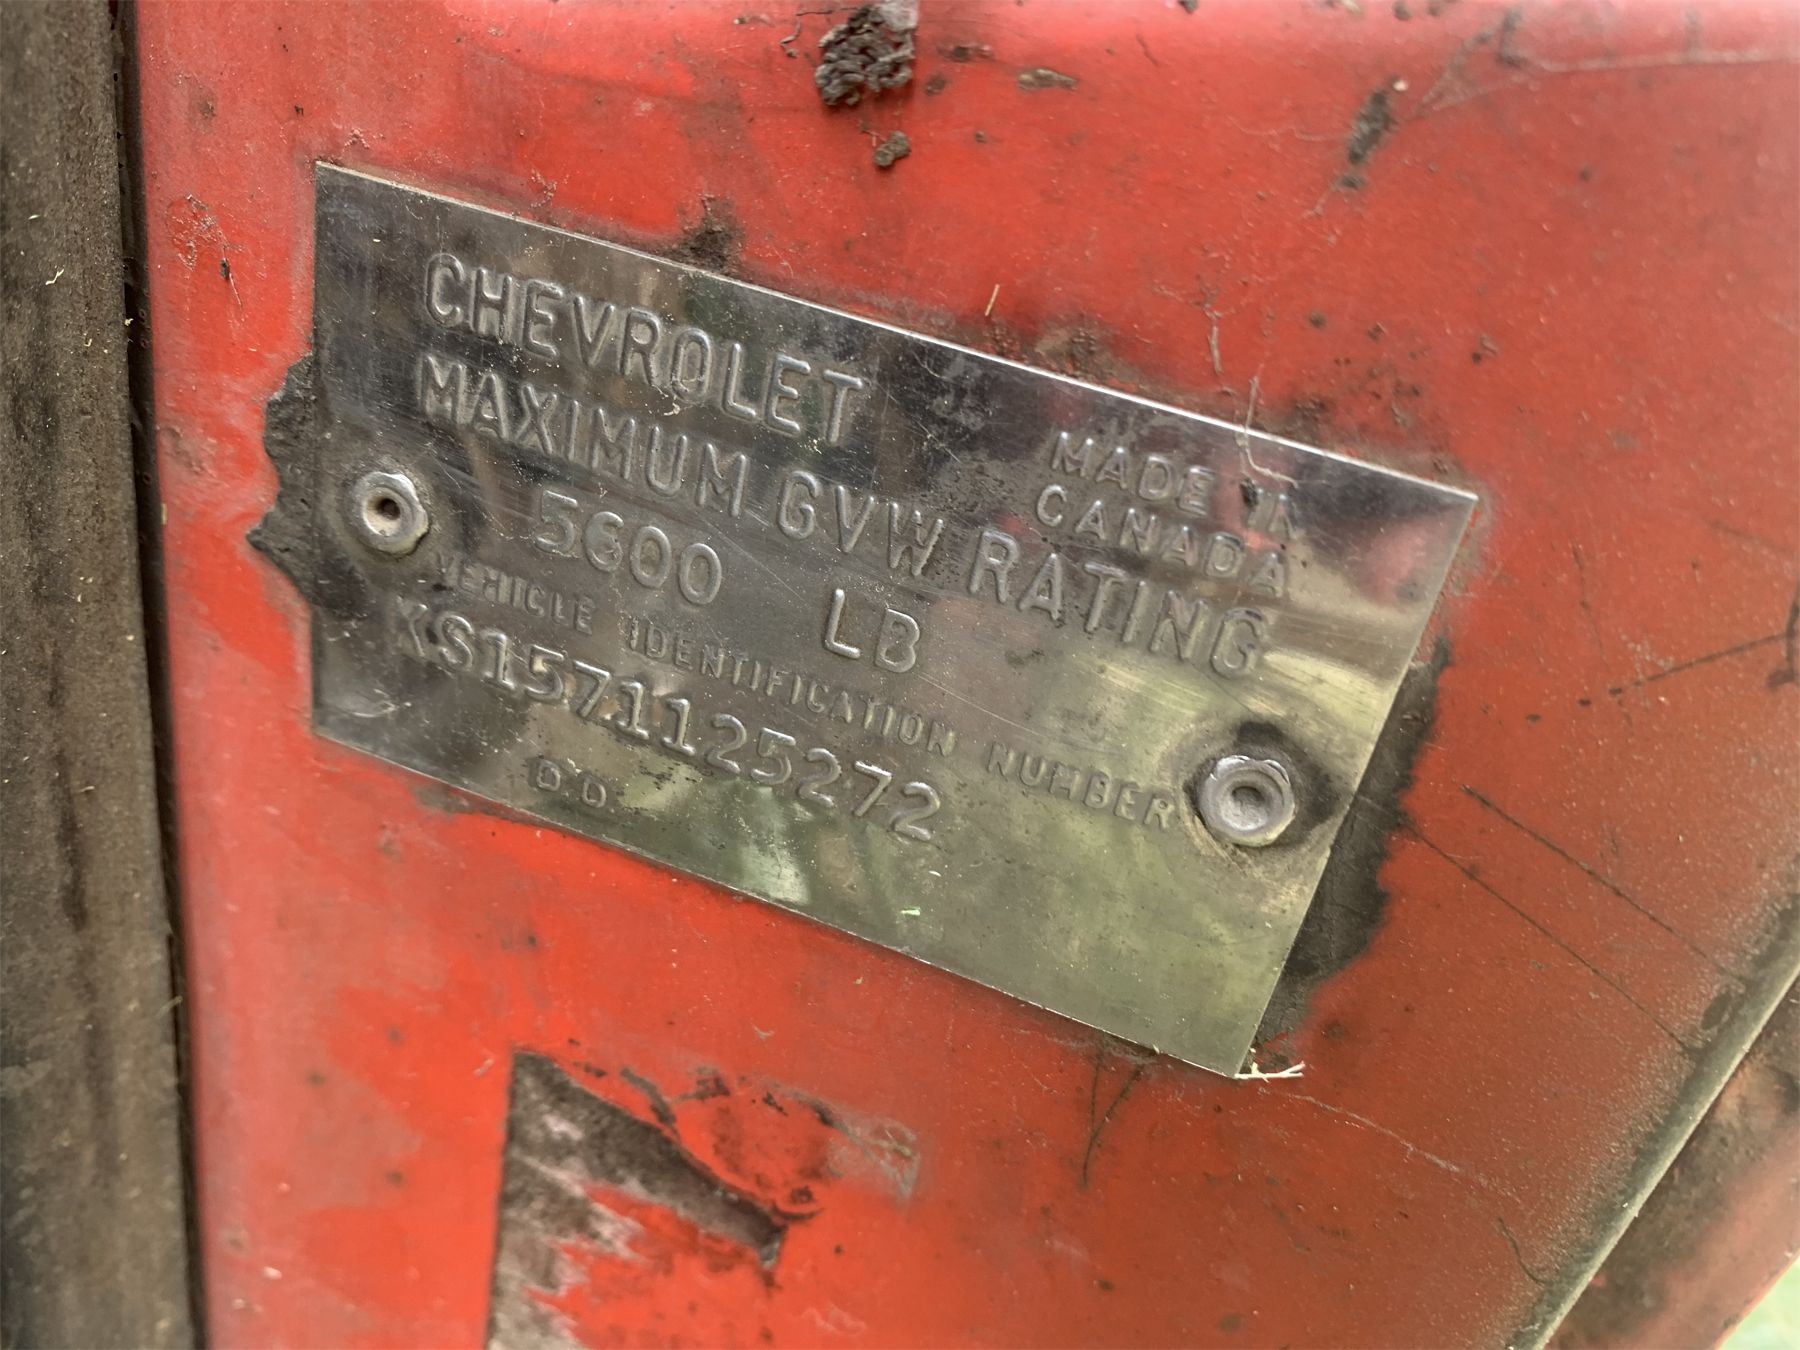 CHEVROLET
MAXIMUM GVW RATING
MADE IN
CANADA
5600 LB
VEHICLE IDENTIFICATION NUMBER
KS1571125272
D.D.